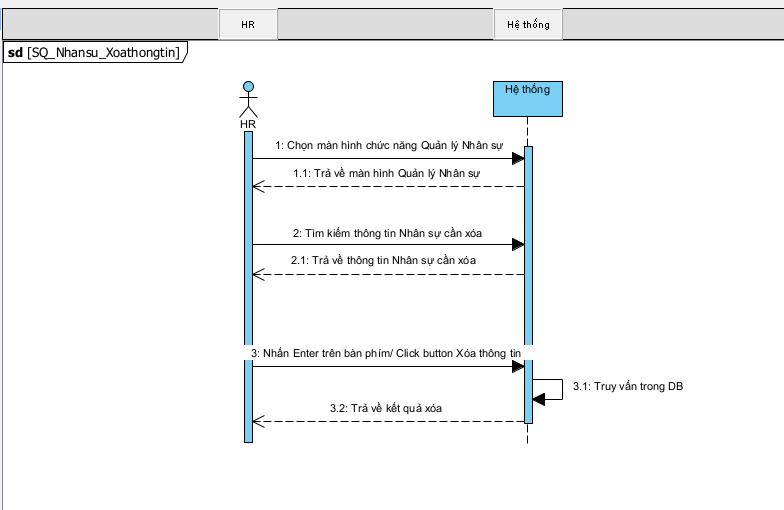 HR
Hệ thống
sd [SQ_Nhansu_Xoathongtin]
Hệ thống
HR
1: Chọn màn hình chức năng Quản lý Nhân sự
1.1: Trả về màn hình Quản lý Nhân sự
2: Tìm kiếm thông tin Nhân sự cần xóa
2.1: Trả về thông tin Nhân sự cần xóa
3: Nhấn Enter trên bàn phím/ Click button Xóa thông tin
3.1: Truy vấn trong DB
3.2: Trả về kết quả xóa